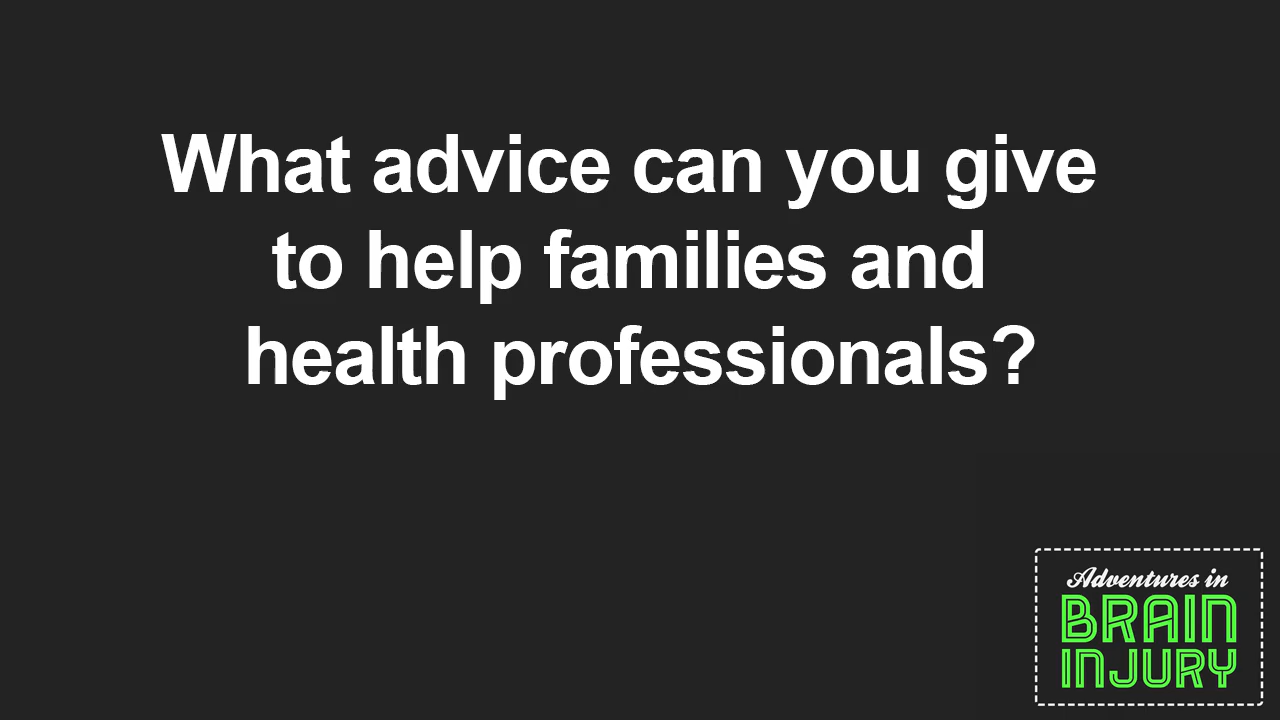 What advice can you give
to help families and
health professionals?
Adventures in
BRAIN
INJURY